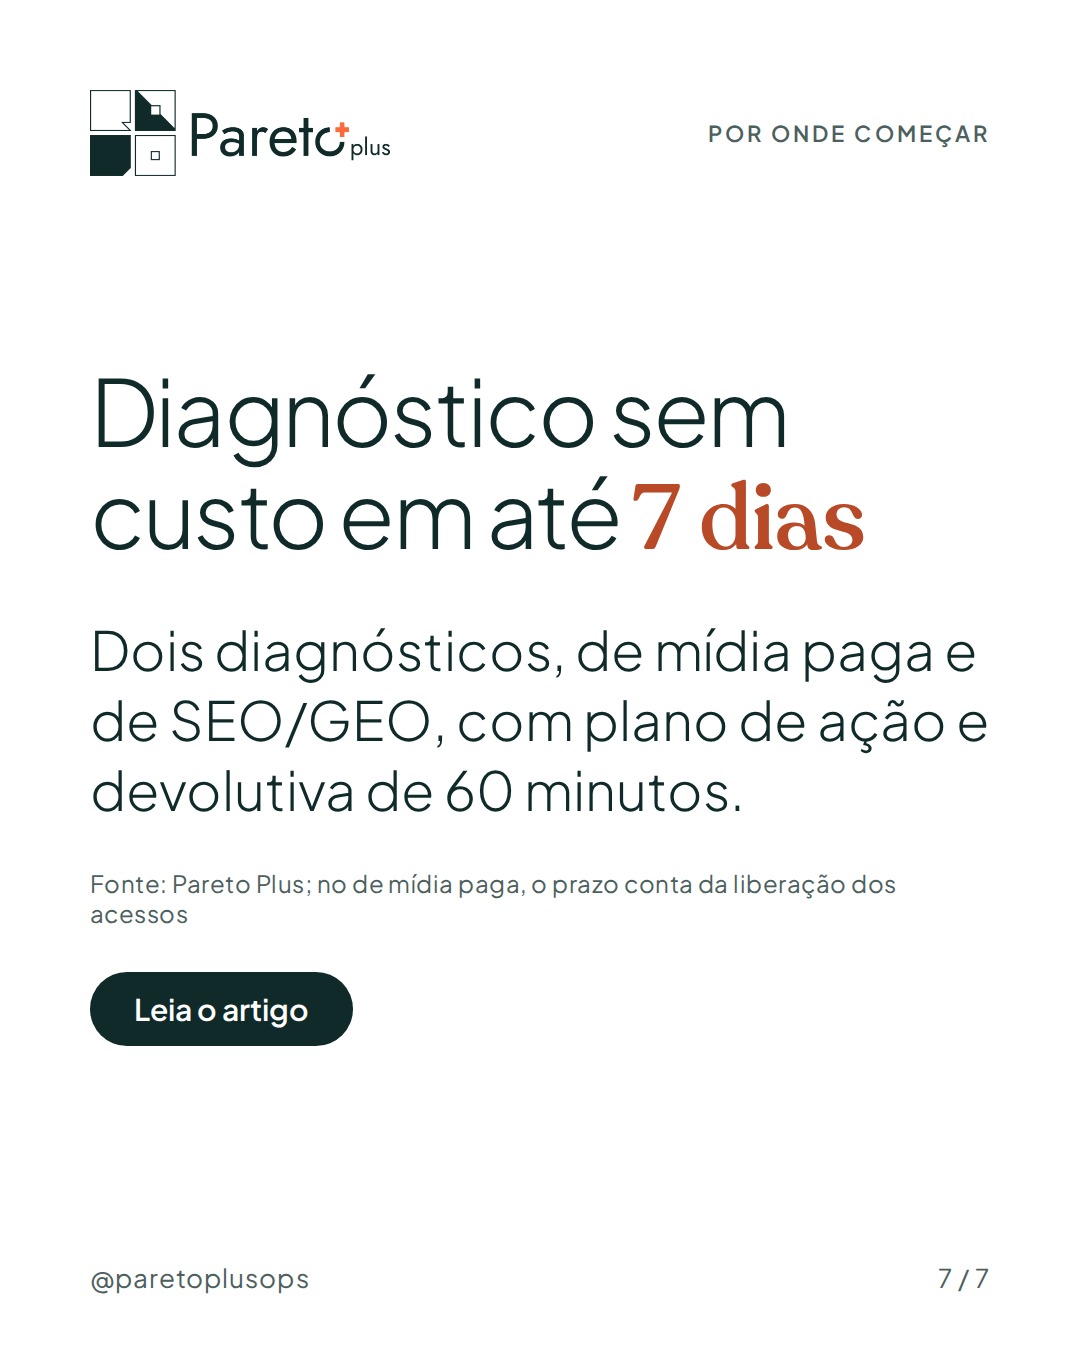 Pareto plus
POR ONDE COMEÇAR
Diagnóstico sem
custo em até 7 dias
Dois diagnósticos, de mídia paga e
de SEO/GEO, com plano de ação e
devolutiva de 60 minutos.
Fonte: Pareto Plus; no de mídia paga, o prazo conta da liberação dos
acessos
Leia o artigo
@paretoplusops
7 / 7